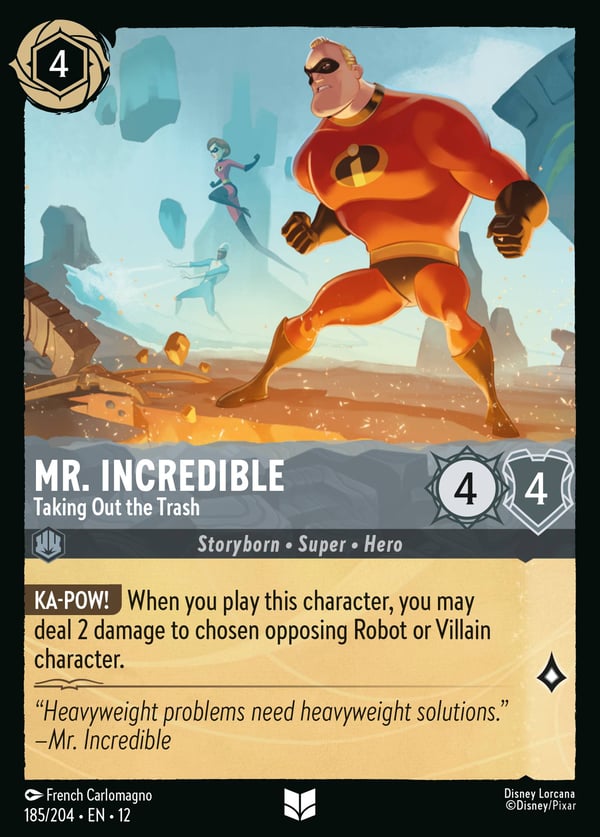 4
MR. INCREDIBLE
Taking Out the Trash
4
4
Storyborn • Super • Hero
KA-POW! When you play this character, you may
deal 2 damage to chosen opposing Robot or Villain
character.
“Heavyweight problems need heavyweight solutions.”
–Mr. Incredible
French Carlomagno
185/204 • EN • 12
Disney Lorcana
©Disney/Pixar